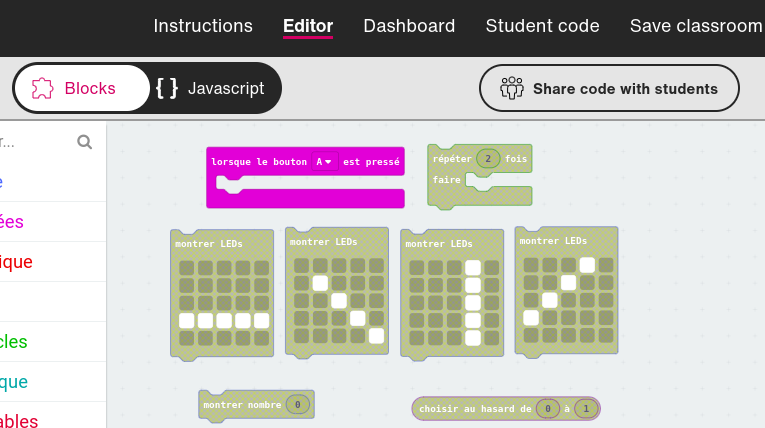 Instructions Editor Dashboard Student code Save classroom
Blocks { } Javascript Share code with students
r...
e
ées
ique
cles
que
ables
lorsque le bouton A est pressé
répéter 2 fois
faire
montrer LEDs
montrer LEDs
montrer LEDs
montrer LEDs
montrer nombre 0
choisir au hasard de 0 à 1